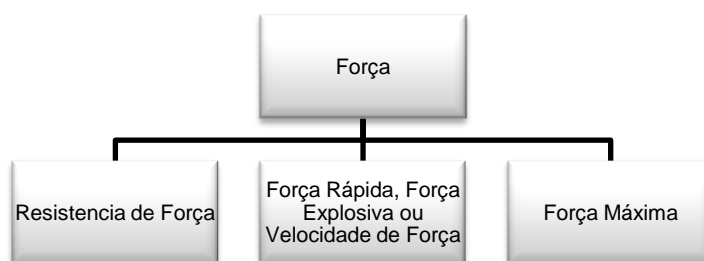 Força
Resistencia de Força
Força Rápida, Força
Explosiva ou
Velocidade de Força
Força Máxima